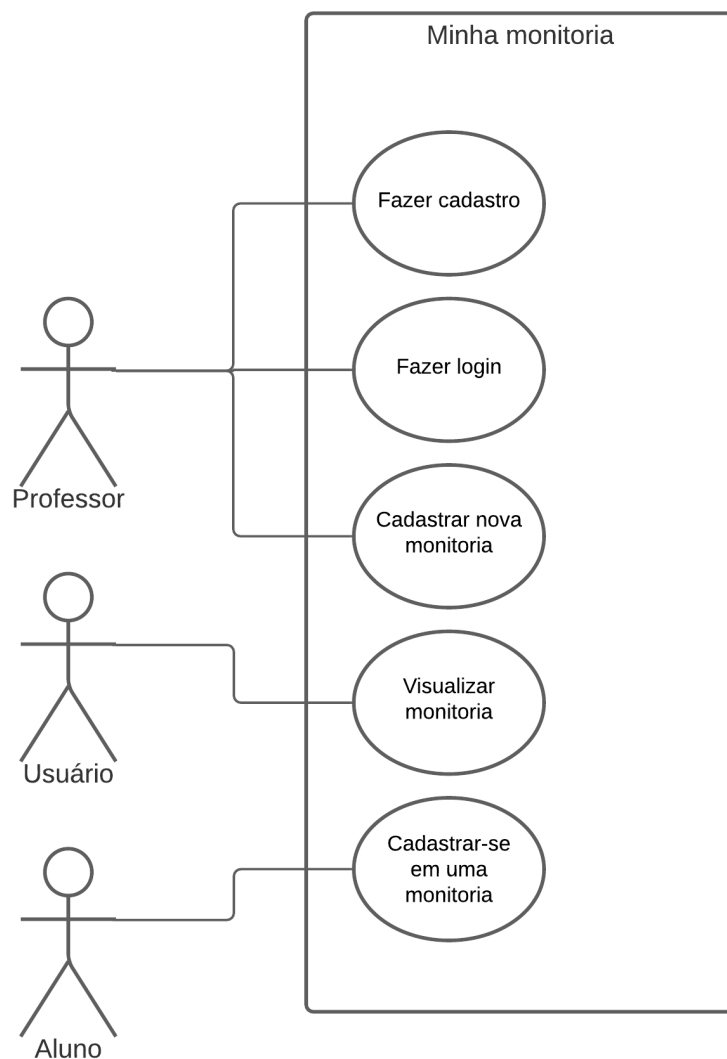 Minha monitoria
Fazer cadastro
Fazer login
Professor
Cadastrar nova
monitoria
Visualizar
monitoria
Usuário
Cadastrar-se
em uma
monitoria
Aluno